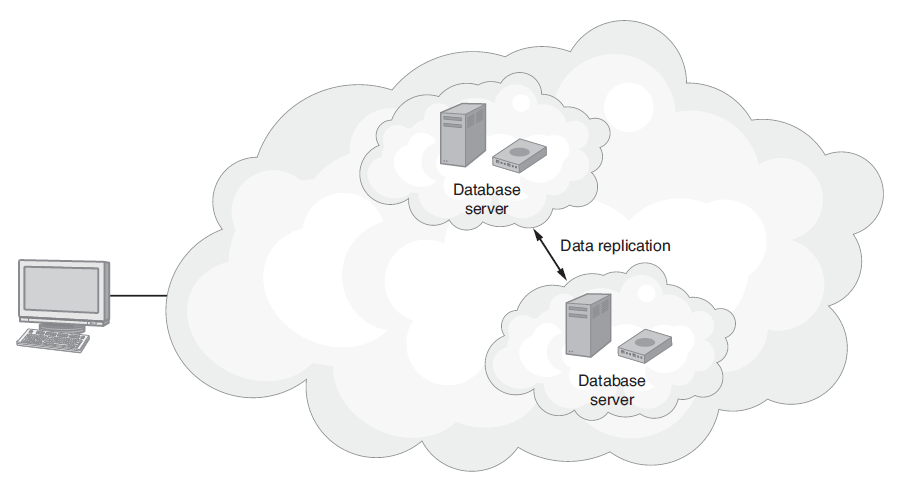 Database
server
Data replication
Database
server